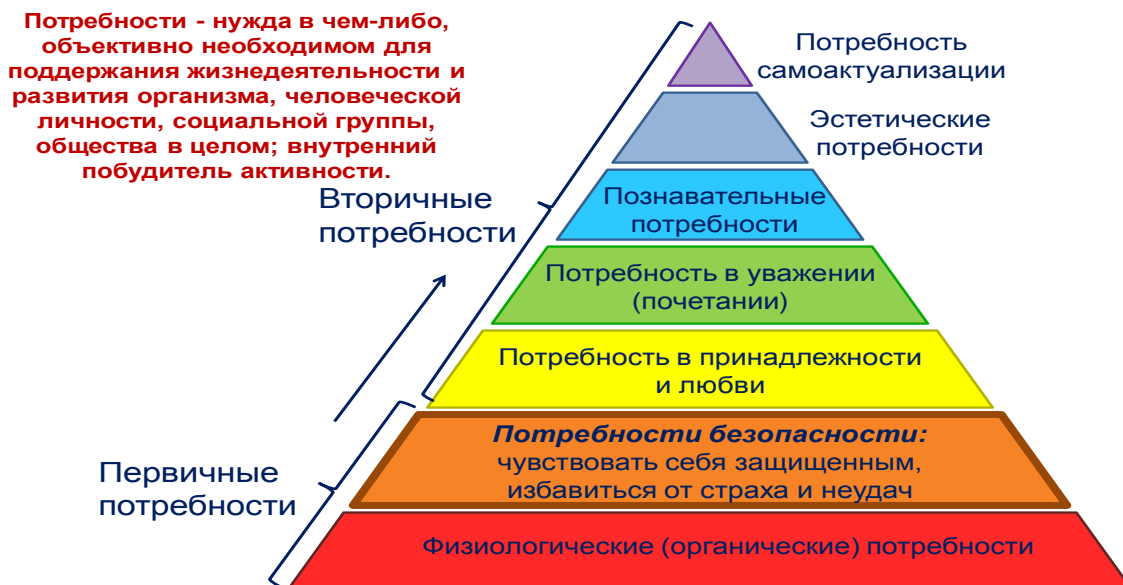 Потребности - нужда в чем-либо,
объективно необходимом для
поддержания жизнедеятельности и
развития организма, человеческой
личности, социальной группы,
общества в целом; внутренний
побудитель активности.
Потребность
самоактуализации
Эстетические
потребности
Вторичные
потребности
Познавательные
потребности
Потребность в уважении
(почетании)
Потребность в принадлежности
и любви
Первичные
потребности
Потребности безопасности:
чувствовать себя защищенным,
избавиться от страха и неудач
Физиологические (органические) потребности